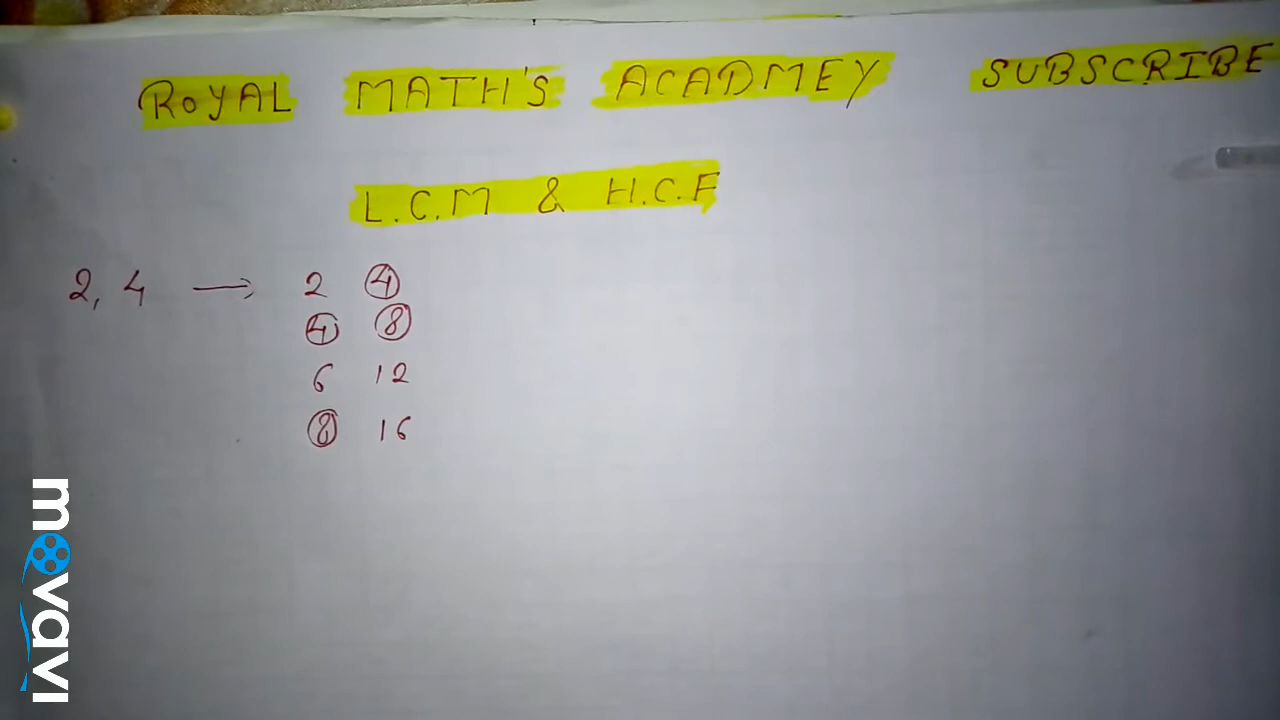 ROYAL MATH'S ACADMEY SUBSCRIBE
L.C.M & H.C.F
2, 4 → 2 4
4 8
6 12
8 16
movavi